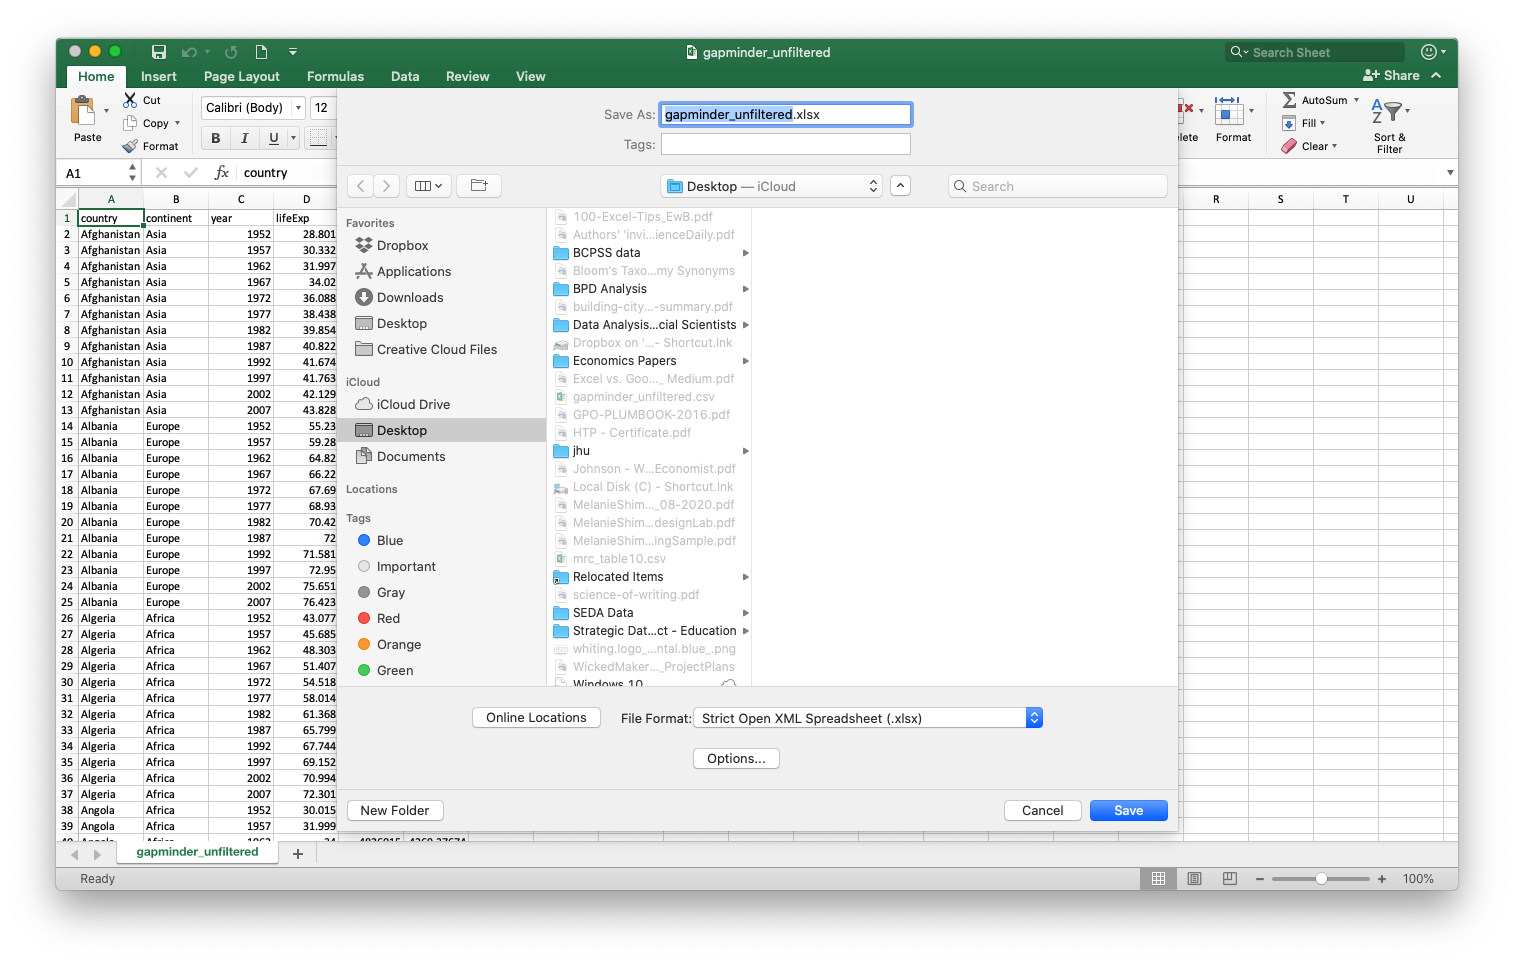 gapminder_unfiltered
Search Sheet
Home Insert Page Layout Formulas Data Review View
Share
Paste
Cut
Copy
Format
Calibri (Body) 12
B I U
lete
Format
AutoSum
Fill
Clear
Sort &
Filter
Save As: gapminder_unfiltered.xlsx
Tags:
A1 fx country
Desktop — iCloud
Search
A B C D R S T U
1 country continent year lifeExp
2 Afghanistan Asia 1952 28.801
3 Afghanistan Asia 1957 30.332
4 Afghanistan Asia 1962 31.997
5 Afghanistan Asia 1967 34.02
6 Afghanistan Asia 1972 36.088
7 Afghanistan Asia 1977 38.438
8 Afghanistan Asia 1982 39.854
9 Afghanistan Asia 1987 40.822
10 Afghanistan Asia 1992 41.674
11 Afghanistan Asia 1997 41.763
12 Afghanistan Asia 2002 42.129
13 Afghanistan Asia 2007 43.828
14 Albania Europe 1952 55.23
15 Albania Europe 1957 59.28
16 Albania Europe 1962 64.82
17 Albania Europe 1967 66.22
18 Albania Europe 1972 67.69
19 Albania Europe 1977 68.93
20 Albania Europe 1982 70.42
21 Albania Europe 1987 72
22 Albania Europe 1992 71.581
23 Albania Europe 1997 72.95
24 Albania Europe 2002 75.651
25 Albania Europe 2007 76.423
26 Algeria Africa 1952 43.077
27 Algeria Africa 1957 45.685
28 Algeria Africa 1962 48.303
29 Algeria Africa 1967 51.407
30 Algeria Africa 1972 54.518
31 Algeria Africa 1977 58.014
32 Algeria Africa 1982 61.368
33 Algeria Africa 1987 65.799
34 Algeria Africa 1992 67.744
35 Algeria Africa 1997 69.152
36 Algeria Africa 2002 70.994
37 Algeria Africa 2007 72.301
38 Angola Africa 1952 30.015
39 Angola Africa 1957 31.999
40 Angola Africa 1962 34 4826015 4269.27674
Favorites
Dropbox
Applications
Downloads
Desktop
Creative Cloud Files
iCloud
iCloud Drive
Desktop
Documents
Locations
Tags
Blue
Important
Gray
Red
Orange
Green
100-Excel-Tips_EwB.pdf
Authors' 'invi...ienceDaily.pdf
BCPSS data
Bloom's Taxo...my Synonyms
BPD Analysis
building-city...-summary.pdf
Data Analysis...cial Scientists
Dropbox on '...- Shortcut.lnk
Economics Papers
Excel vs. Goo..._ Medium.pdf
gapminder_unfiltered.csv
GPO-PLUMBOOK-2016.pdf
HTP - Certificate.pdf
jhu
Johnson - W...Economist.pdf
Local Disk (C) - Shortcut.lnk
MelanieShim..._08-2020.pdf
MelanieShim...designLab.pdf
MelanieShim...ingSample.pdf
mrc_table10.csv
Relocated Items
science-of-writing.pdf
SEDA Data
Strategic Dat...ct - Education
whiting.logo_...ntal.blue_.png
WickedMaker..._ProjectPlans
Windows 10
Online Locations
File Format: Strict Open XML Spreadsheet (.xlsx)
Options...
New Folder
Cancel
Save
gapminder_unfiltered +
Ready
100%